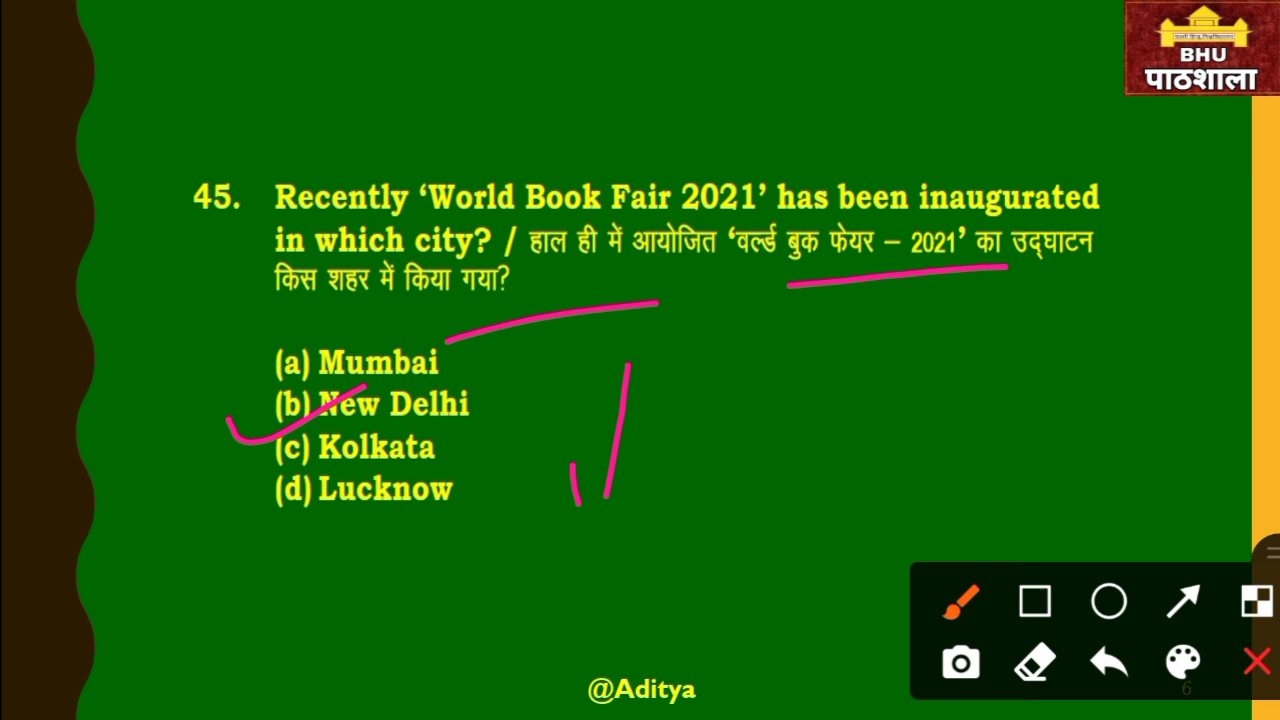 BHU
पाठशाला
45. Recently ‘World Book Fair 2021’ has been inaugurated
in which city? / हाल ही में आयोजित ‘वर्ल्ड बुक फेयर – 2021’ का उद्घाटन
किस शहर में किया गया?
(a) Mumbai
(b) New Delhi
(c) Kolkata
(d) Lucknow
@Aditya
6